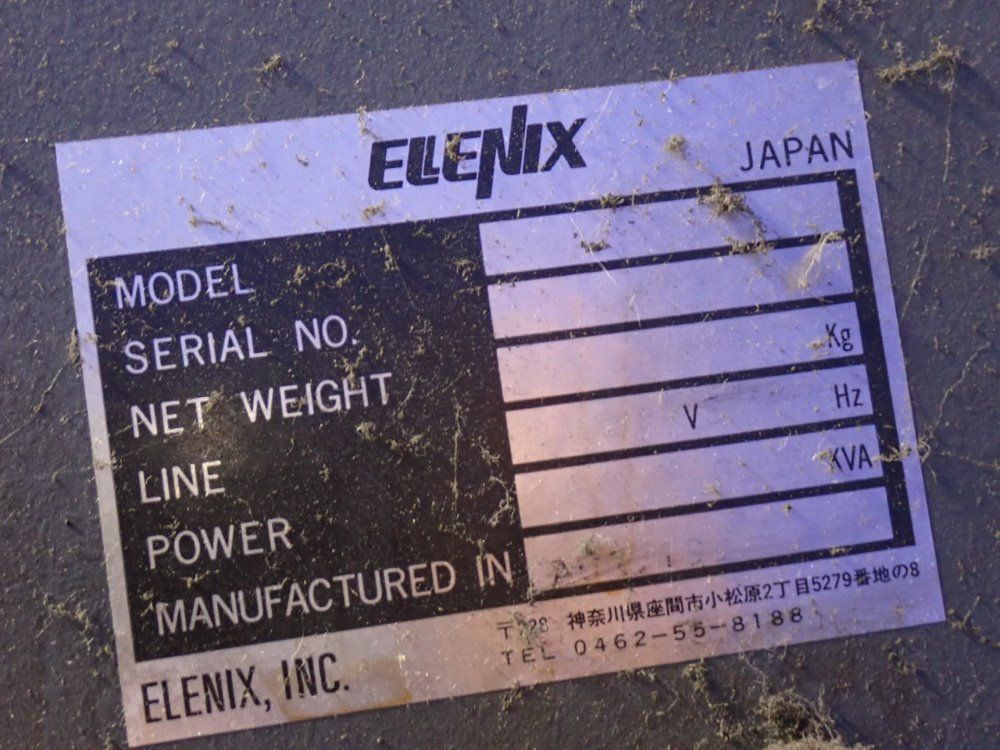 ELENIX
JAPAN
MODEL
SERIAL NO.
NET WEIGHT Kg
LINE V Hz
POWER KVA
MANUFACTURED IN
神奈川県座間市小松原2丁目5279番地の8
TEL 0462-55-8188
ELENIX, INC.